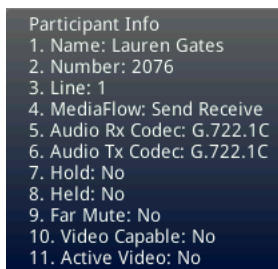 Participant Info
1. Name: Lauren Gates
2. Number: 2076
3. Line: 1
4. MediaFlow: Send Receive
5. Audio Rx Codec: G.722.1C
6. Audio Tx Codec: G.722.1C
7. Hold: No
8. Held: No
9. Far Mute: No
10. Video Capable: No
11. Active Video: No